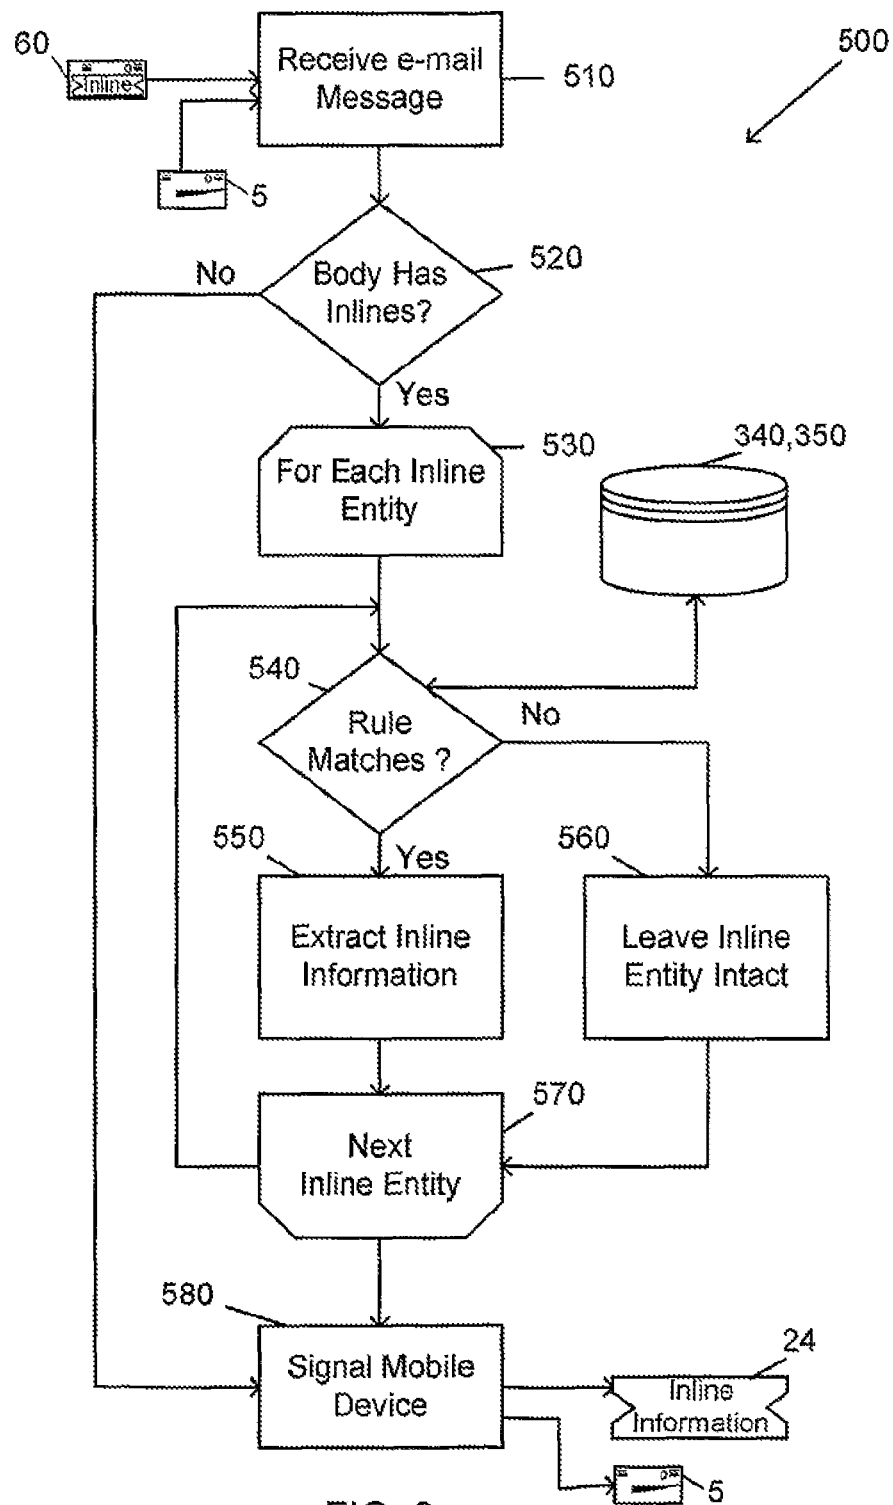 60
500
>Inline<
Receive e-mail
Message
510
5
No
Body Has
Inlines?
520
Yes
For Each Inline
Entity
530
340,350
540
Rule
Matches ?
No
550
Yes
560
Extract Inline
Information
Leave Inline
Entity Intact
Next
Inline Entity
570
580
Signal Mobile
Device
24
Inline
Information
5